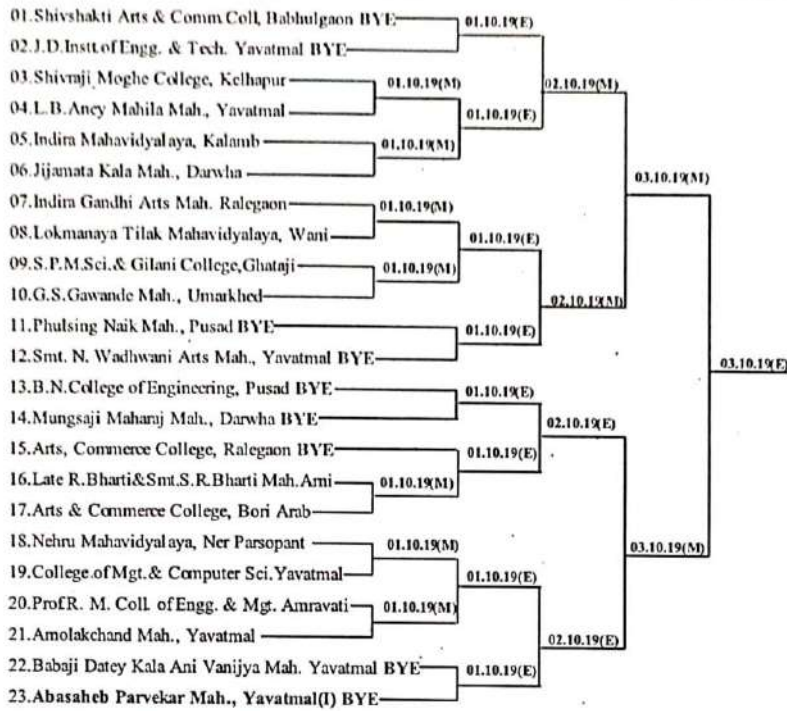 01.Shivshakti Arts & Comm Coll, Babhulgaon BYE
01.10.19(E)
02.J.D.Instt.of Engg. & Tech. Yavatmal BYE
03.Shivraji Moghe College, Kelhapur
01.10.19(M)
02.10.19(M)
04.L.B.Aney Mahila Mah., Yavatmal
01.10.19(E)
05.Indira Mahavidyalaya, Kalamb
01.10.19(M)
06.Jijamata Kala Mah., Darwha
03.10.19(M)
07.Indira Gandhi Arts Mah. Ralegaon
01.10.19(M)
08.Lokmanaya Tilak Mahavidyalaya, Wani
01.10.19(E)
09.S.P.M.Sci.& Gilani College,Ghataji
01.10.19(M)
10.G.S.Gawande Mah., Umarkhed
02.10.19(M)
11.Phulsing Naik Mah., Pusad BYE
01.10.19(E)
12.Smt. N. Wadhwani Arts Mah., Yavatmal BYE
03.10.19(E)
13.B.N.College of Engineering, Pusad BYE
01.10.19(E)
14.Mungsaji Maharaj Mah., Darwha BYE
02.10.19(E)
15.Arts, Commerce College, Ralegaon BYE
01.10.19(E)
16.Late R.Bharti&Smt.S.R.Bharti Mah.Arni
01.10.19(M)
17.Arts & Commerce College, Bori Arab
18.Nehru Mahavidyalaya, Ner Parsopant
01.10.19(M)
03.10.19(M)
19.College.of Mgt.& Computer Sci.Yavatmal
01.10.19(E)
20.Prof.R. M. Coll. of Engg. & Mgt. Amravati
01.10.19(M)
21.Amolakchand Mah., Yavatmal
02.10.19(E)
22.Babaji Datey Kala Ani Vanijya Mah. Yavatmal BYE
01.10.19(E)
23.Abasaheb Parvekar Mah., Yavatmal(I) BYE